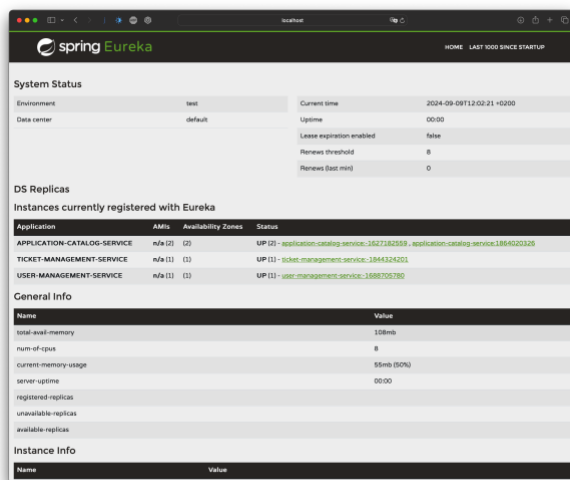 localhost
spring Eureka
HOME LAST 1000 SINCE STARTUP
System Status
Environment test
Data center default
Current time 2024-09-09T12:02:21 +0200
Uptime 00:00
Lease expiration enabled false
Renews threshold 8
Renews (last min) 0
DS Replicas
Instances currently registered with Eureka
Application AMIs Availability Zones Status
APPLICATION-CATALOG-SERVICE n/a (2) (2) UP (2) - application-catalog-service:-1627182559 , application-catalog-service:1864020326
TICKET-MANAGEMENT-SERVICE n/a (1) (1) UP (1) - ticket-management-service:-1844324201
USER-MANAGEMENT-SERVICE n/a (1) (1) UP (1) - user-management-service:-1688705780
General Info
Name Value
total-avail-memory 108mb
num-of-cpus 8
current-memory-usage 55mb (50%)
server-uptime 00:00
registered-replicas
unavailable-replicas
available-replicas
Instance Info
Name Value